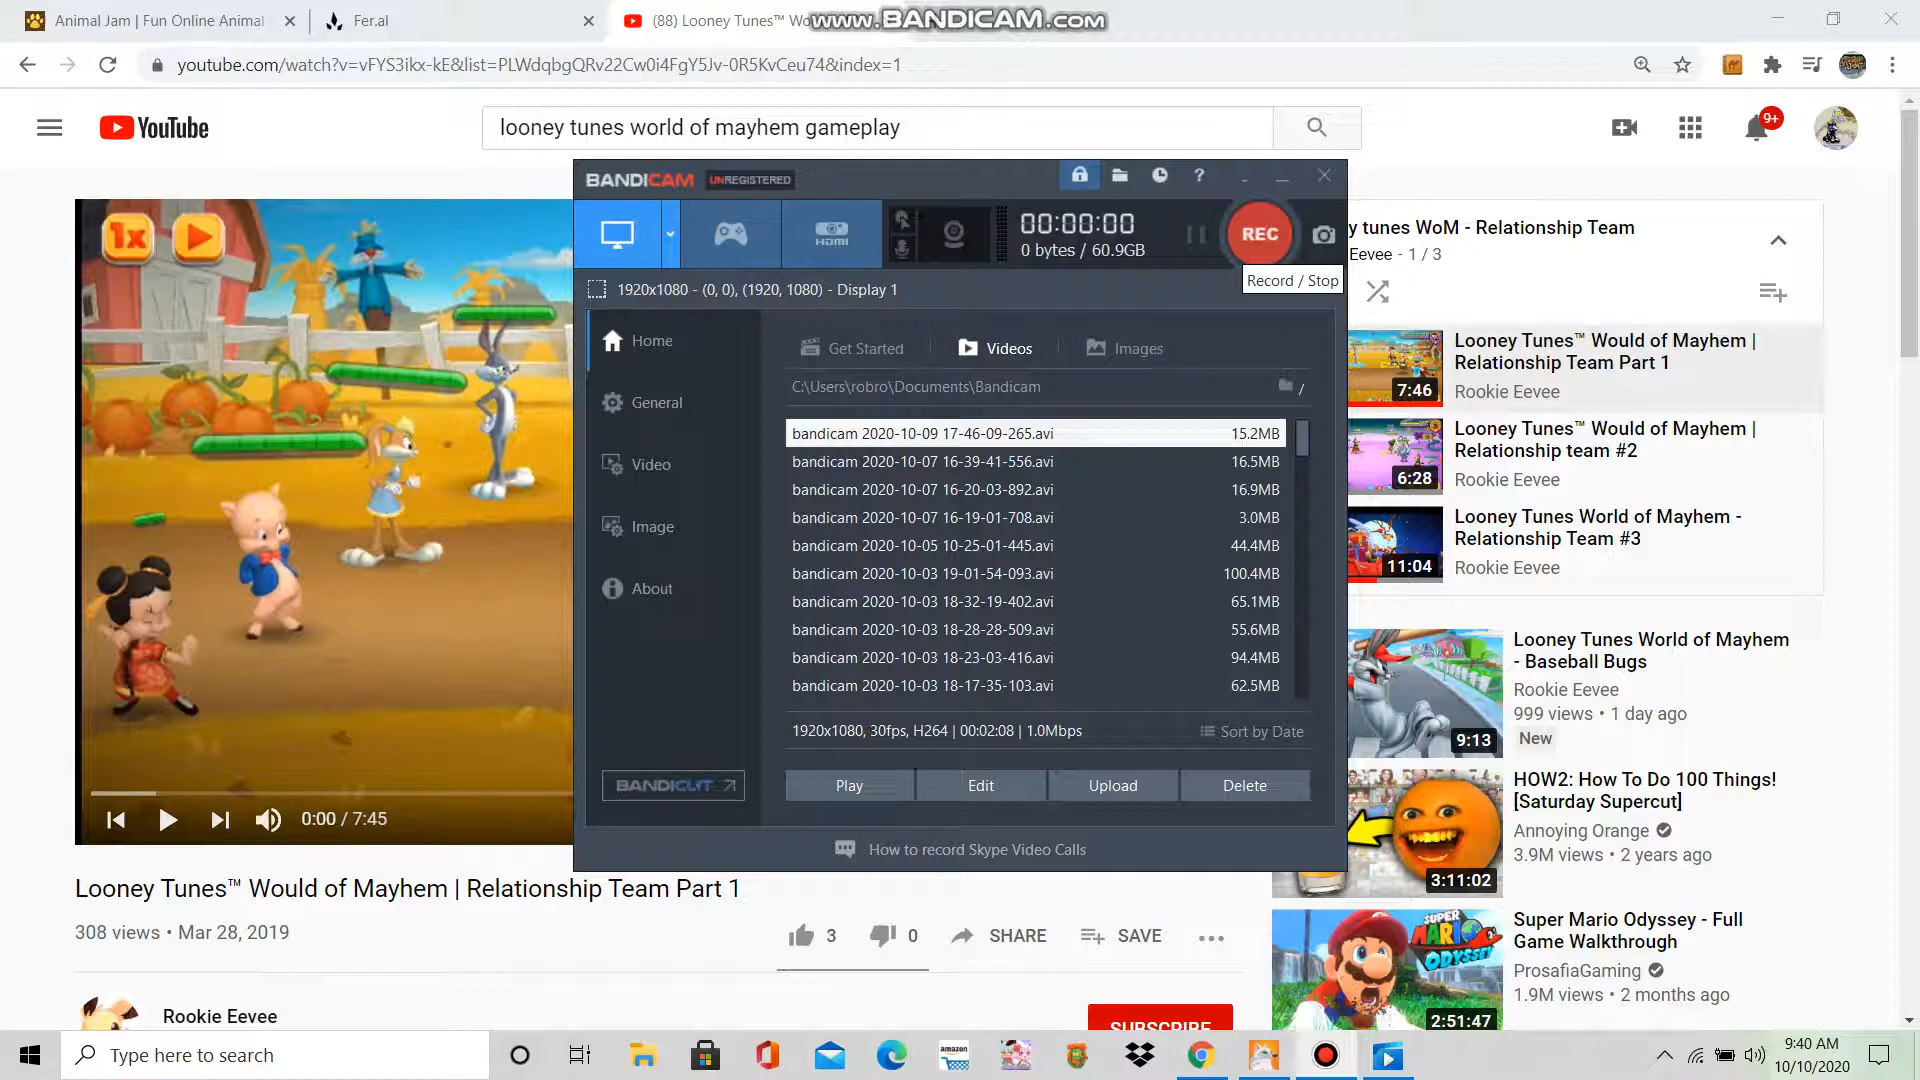 Animal Jam | Fun Online Animal
Fer.al
(88) Looney Tunes™ Wo
www.BANDICAM.COM
youtube.com/watch?v=vFYS3ikx-kE&list=PLWdqbgQRv22Cw0i4FgY5Jv-0R5KvCeu74&index=1
YouTube
looney tunes world of mayhem gameplay
9+
BANDICAM UNREGISTERED
?
1x
HDMI
00:00:00
0 bytes / 60.9GB
REC
Record / Stop
1920x1080 - (0, 0), (1920, 1080) - Display 1
Home
General
Video
Image
About
BANDICUT
Get Started
Videos
Images
C:\Users\robro\Documents\Bandicam
/
bandicam 2020-10-09 17-46-09-265.avi 15.2MB
bandicam 2020-10-07 16-39-41-556.avi 16.5MB
bandicam 2020-10-07 16-20-03-892.avi 16.9MB
bandicam 2020-10-07 16-19-01-708.avi 3.0MB
bandicam 2020-10-05 10-25-01-445.avi 44.4MB
bandicam 2020-10-03 19-01-54-093.avi 100.4MB
bandicam 2020-10-03 18-32-19-402.avi 65.1MB
bandicam 2020-10-03 18-28-28-509.avi 55.6MB
bandicam 2020-10-03 18-23-03-416.avi 94.4MB
bandicam 2020-10-03 18-17-35-103.avi 62.5MB
1920x1080, 30fps, H264 | 00:02:08 | 1.0Mbps
Sort by Date
Play
Edit
Upload
Delete
How to record Skype Video Calls
0:00 / 7:45
Looney Tunes™ Would of Mayhem | Relationship Team Part 1
308 views • Mar 28, 2019
3
0
SHARE
SAVE
Rookie Eevee
SUBSCRIBE
y tunes WoM - Relationship Team
Eevee - 1 / 3
7:46
Looney Tunes™ Would of Mayhem |
Relationship Team Part 1
Rookie Eevee
6:28
Looney Tunes™ Would of Mayhem |
Relationship team #2
Rookie Eevee
11:04
Looney Tunes World of Mayhem -
Relationship Team #3
Rookie Eevee
9:13
Looney Tunes World of Mayhem
- Baseball Bugs
Rookie Eevee
999 views • 1 day ago
New
3:11:02
HOW2: How To Do 100 Things!
[Saturday Supercut]
Annoying Orange
3.9M views • 2 years ago
SUPER
MARIO
ODYSSEY
2:51:47
Super Mario Odyssey - Full
Game Walkthrough
ProsafiaGaming
1.9M views • 2 months ago
Type here to search
amazon
9:40 AM
10/10/2020